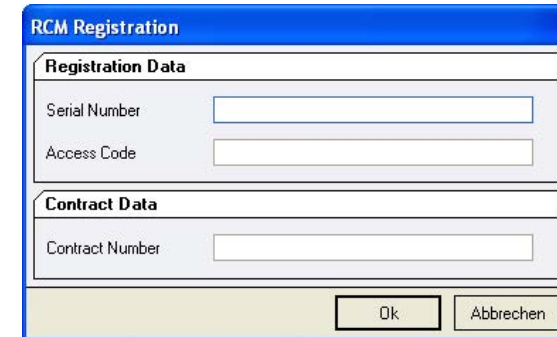 RCM Registration
Registration Data
Serial Number
Access Code
Contract Data
Contract Number
Ok Abbrechen